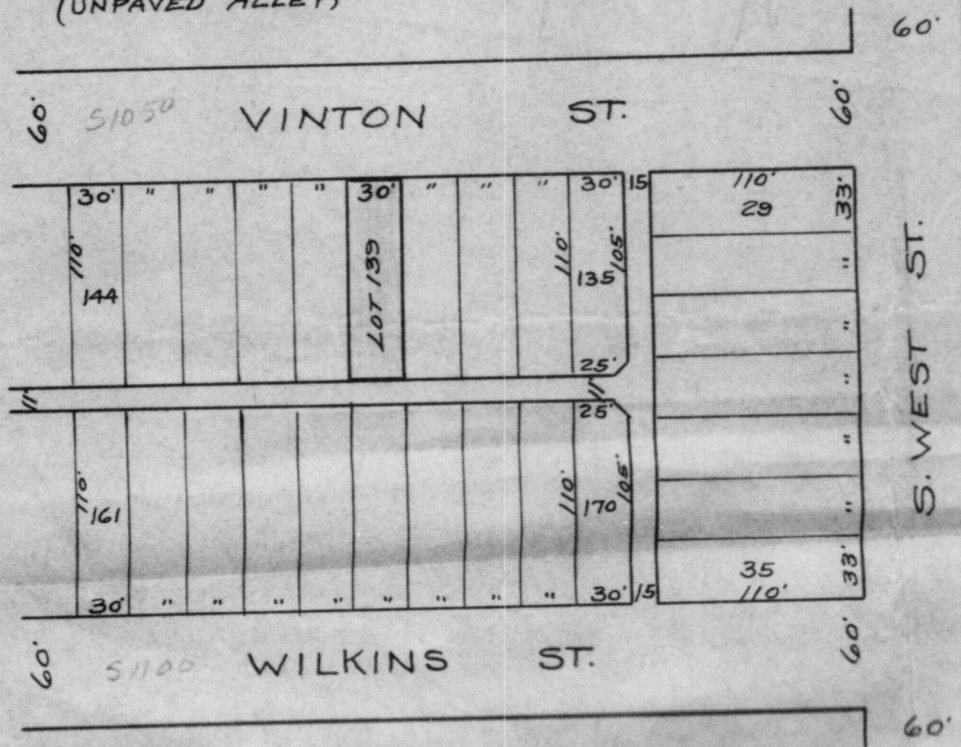 (UNPAVED ALLEY)
60'
60' S1050 VINTON ST. 60'
30' " " " " 30' " " " 30' 15 110' 33'
29
110' 144 LOT 139 110' 135 105' "
"
25' "
11' 11'
25' "
110' 161 110' 170 105' "
35 33'
30' " " " " " " " " 30' 15 110'
S. WEST ST.
60' S1100 WILKINS ST. 60'
60'